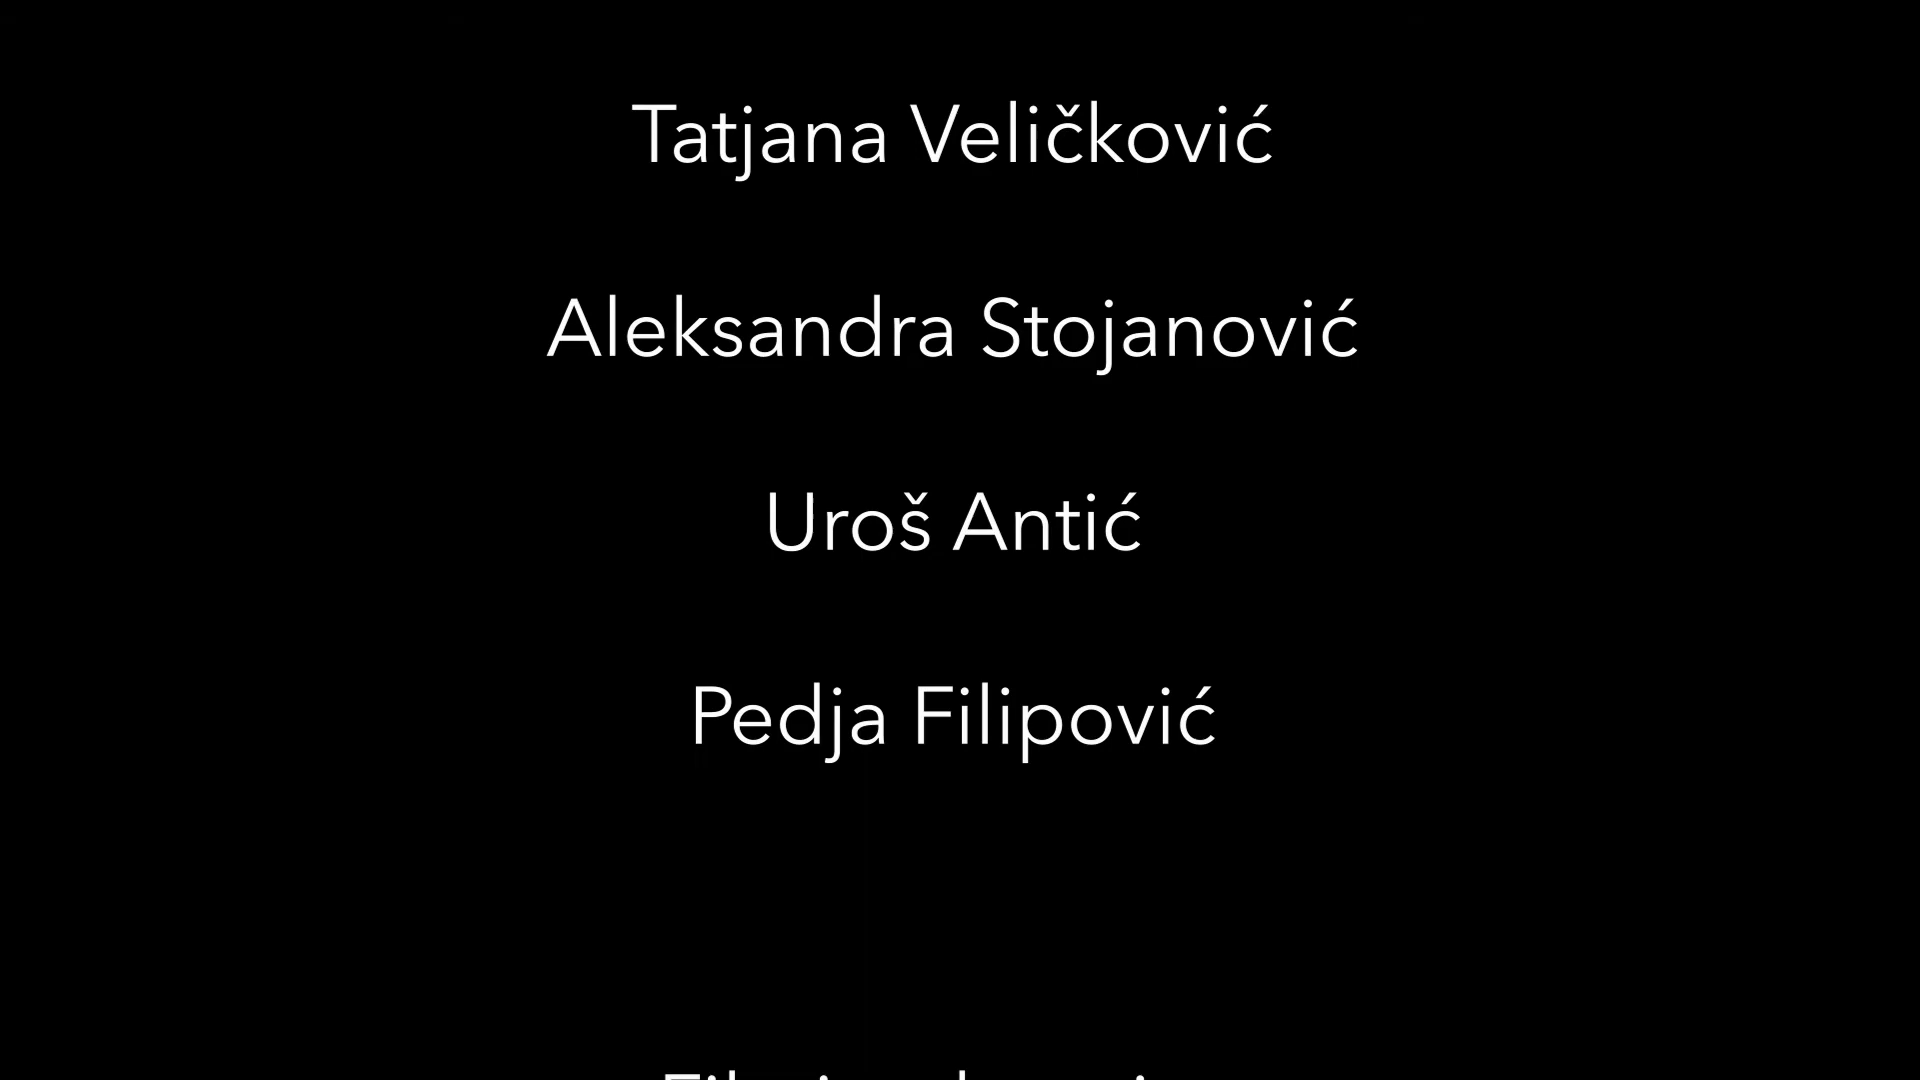 Tatjana Veličković
Aleksandra Stojanović
Uroš Antić
Pedja Filipović